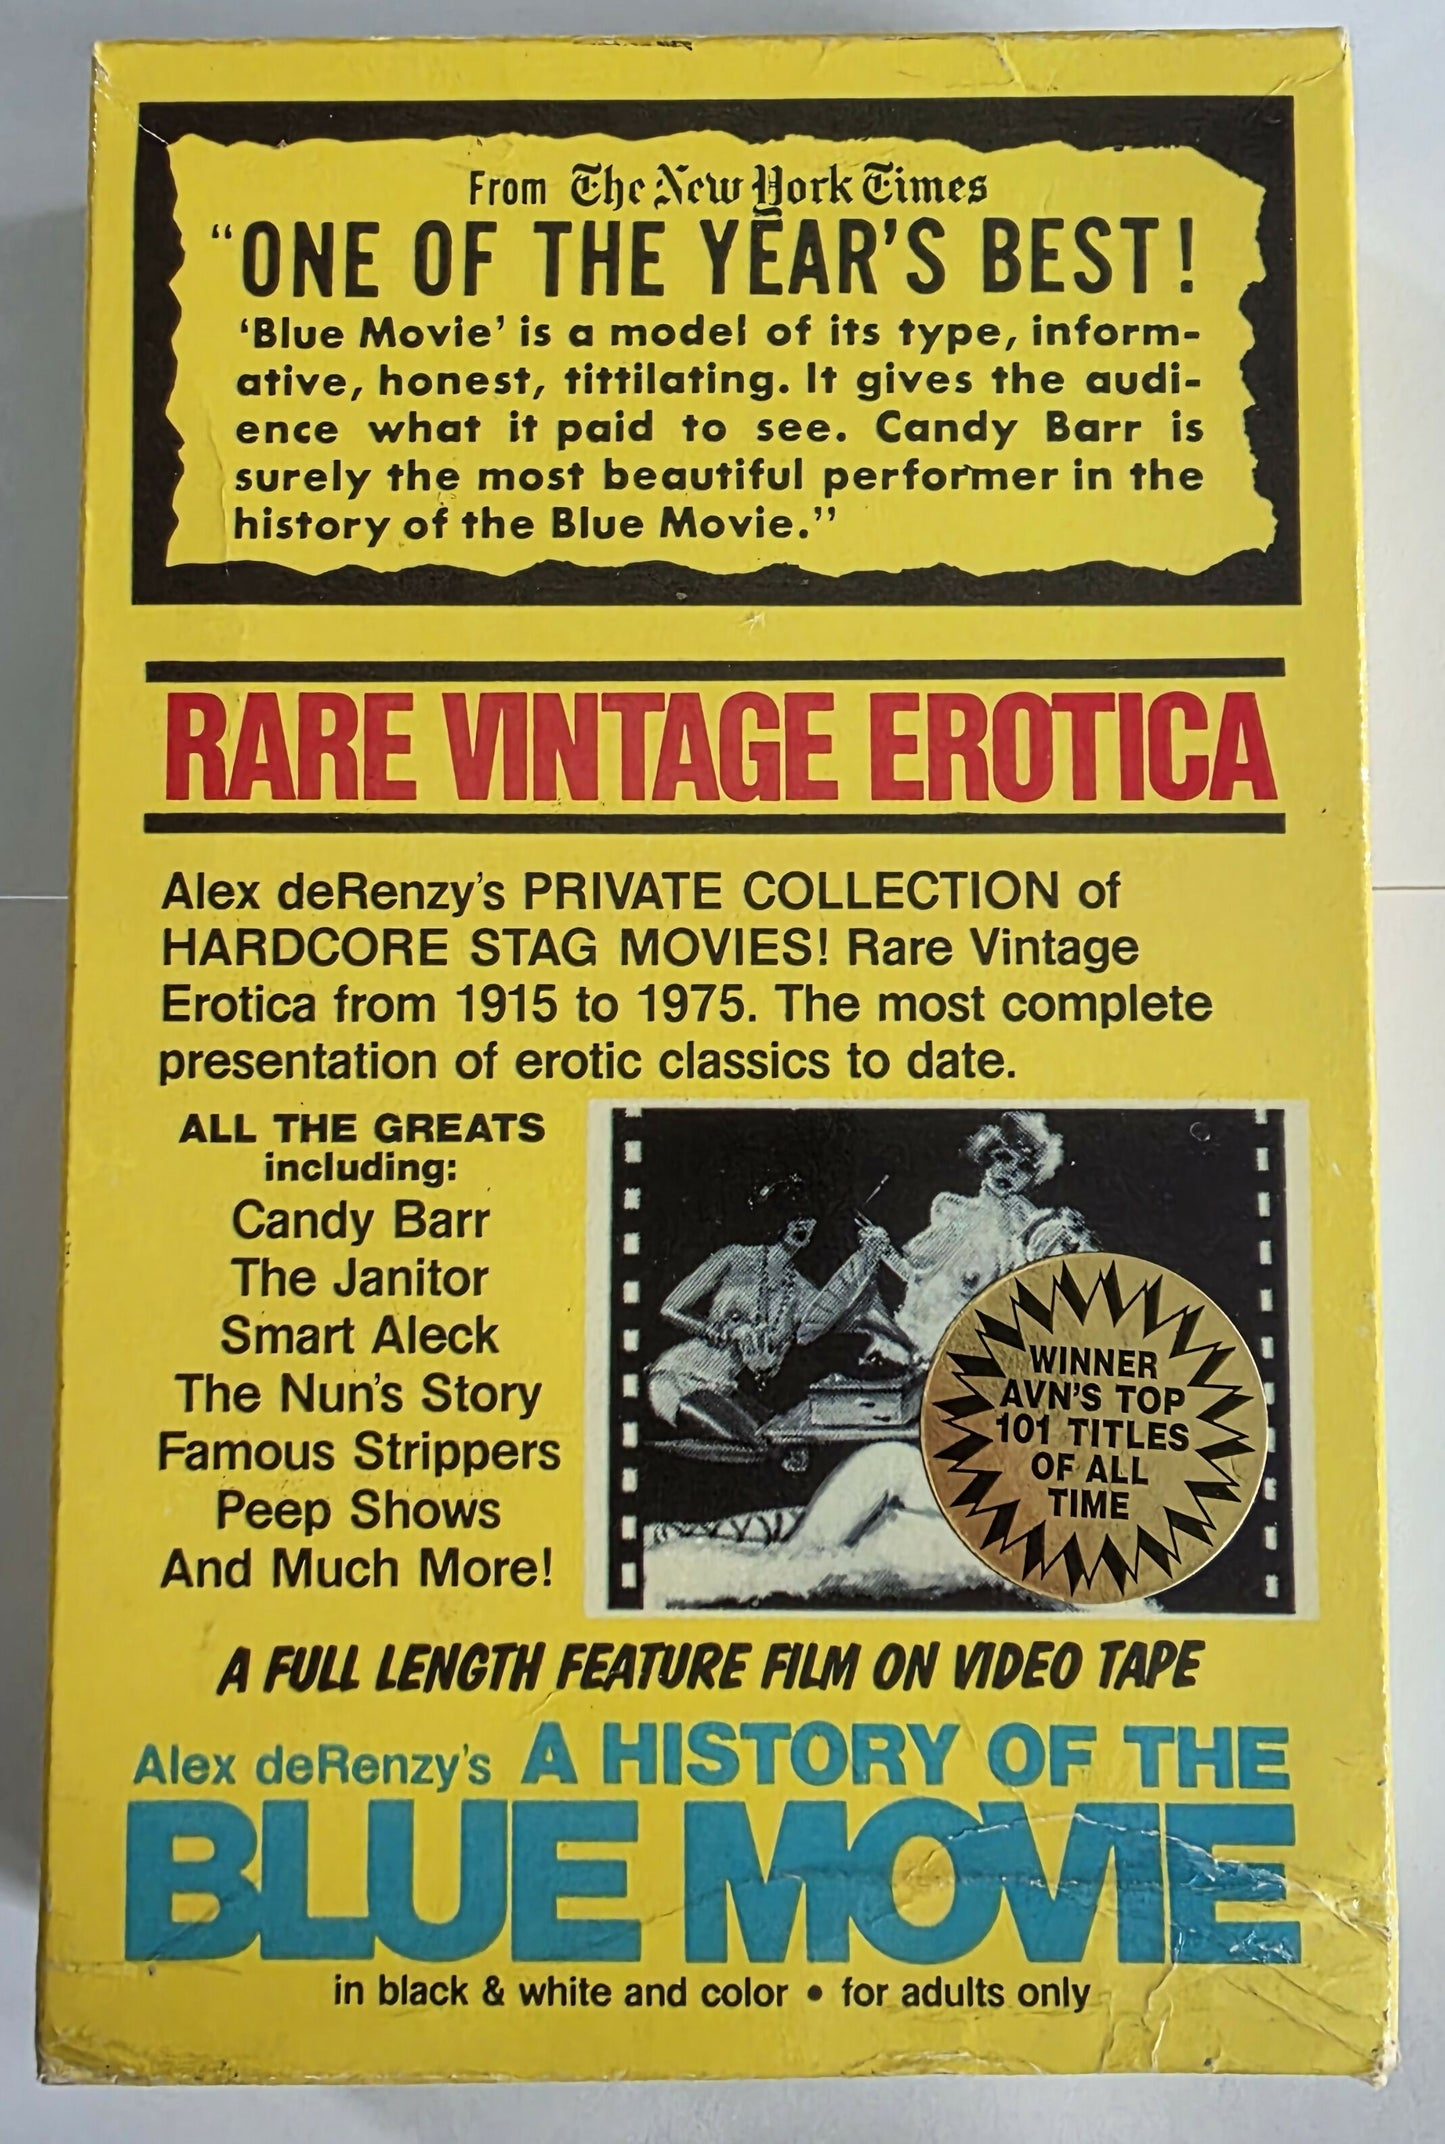 From The New York Times
“ONE OF THE YEAR’S BEST!
‘Blue Movie’ is a model of its type, inform-
ative, honest, tittilating. It gives the audi-
ence what it paid to see. Candy Barr is
surely the most beautiful performer in the
history of the Blue Movie.”
RARE VINTAGE EROTICA
Alex deRenzy’s PRIVATE COLLECTION of
HARDCORE STAG MOVIES! Rare Vintage
Erotica from 1915 to 1975. The most complete
presentation of erotic classics to date.
ALL THE GREATS
including:
Candy Barr
The Janitor
Smart Aleck
The Nun’s Story
Famous Strippers
Peep Shows
And Much More!
WINNER
AVN’S TOP
101 TITLES
OF ALL
TIME
A FULL LENGTH FEATURE FILM ON VIDEO TAPE
Alex deRenzy’s A HISTORY OF THE
BLUE MOVIE
in black & white and color • for adults only